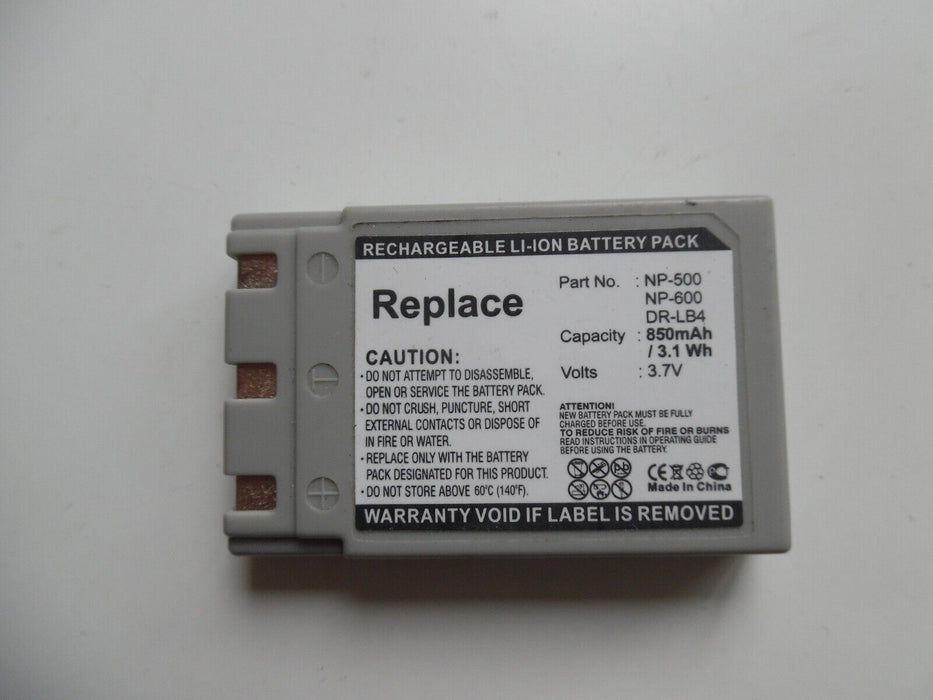 RECHARGEABLE LI-ION BATTERY PACK
Replace
Part No. : NP-500
NP-600
DR-LB4
Capacity : 850mAh
/ 3.1 Wh
Volts : 3.7V
CAUTION:
· DO NOT ATTEMPT TO DISASSEMBLE,
OPEN OR SERVICE THE BATTERY PACK.
· DO NOT CRUSH, PUNCTURE, SHORT
EXTERNAL CONTACTS OR DISPOSE OF
IN FIRE OR WATER.
· REPLACE ONLY WITH THE BATTERY
PACK DESIGNATED FOR THIS PRODUCT.
· DO NOT STORE ABOVE 60°C (140°F).
ATTENTION!
NEW BATTERY PACK MUST BE FULLY
CHARGED BEFORE USE.
TO REDUCE RISK OF FIRE OR BURNS
READ INSTRUCTIONS IN OPERATING GUIDE
BEFORE USING THE BATTERY.
CE
Made In China
WARRANTY VOID IF LABEL IS REMOVED
− 
T
+